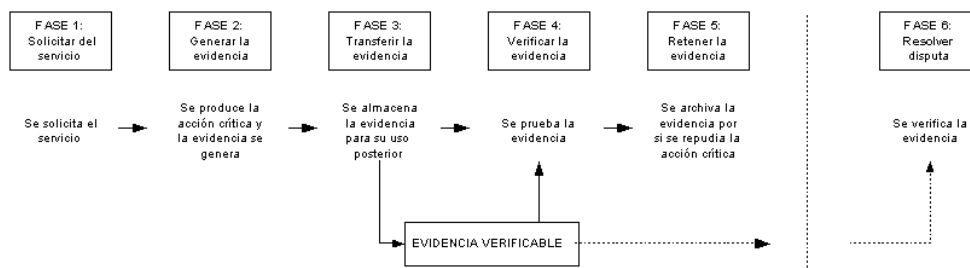 FASE 1:
Solicitar del
servicio
FASE 2:
Generar la
evidencia
FASE 3:
Transferir la
evidencia
FASE 4:
Verificar la
evidencia
FASE 5:
Retener la
evidencia
FASE 6:
Resolver
disputa
Se solicita el
servicio
Se produce la
acción crítica y
la evidencia se
genera
Se almacena
la evidencia
para su uso
posterior
Se prueba la
evidencia
Se archiva la
evidencia por
si se repudia la
acción crítica
Se verifica la
evidencia
EVIDENCIA VERIFICABLE